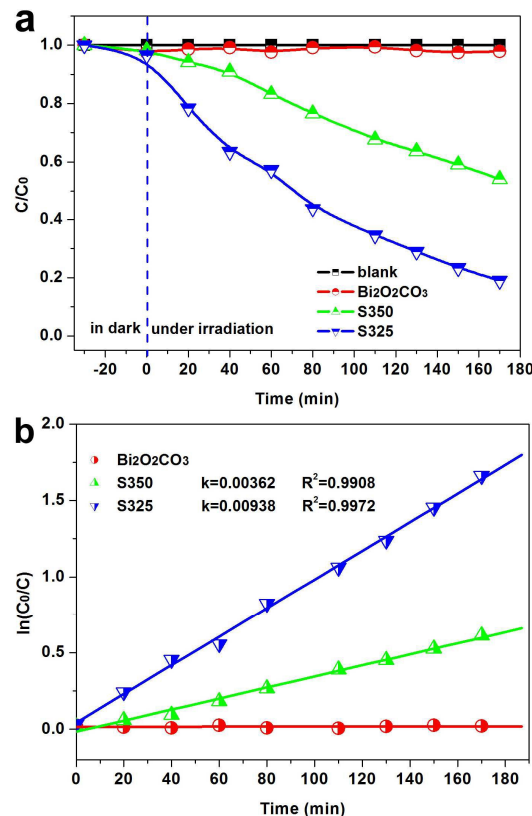 a
1.0
0.8
0.6
0.4
0.2
0.0
C/C0
blank
Bi2O2CO3
S350
S325
in dark under irradiation
-20 0 20 40 60 80 100 120 140 160 180
Time (min)
b
2.0
1.5
1.0
0.5
0.0
ln(C0/C)
Bi2O2CO3
S350 k=0.00362 R²=0.9908
S325 k=0.00938 R²=0.9972
0 20 40 60 80 100 120 140 160 180
Time (min)